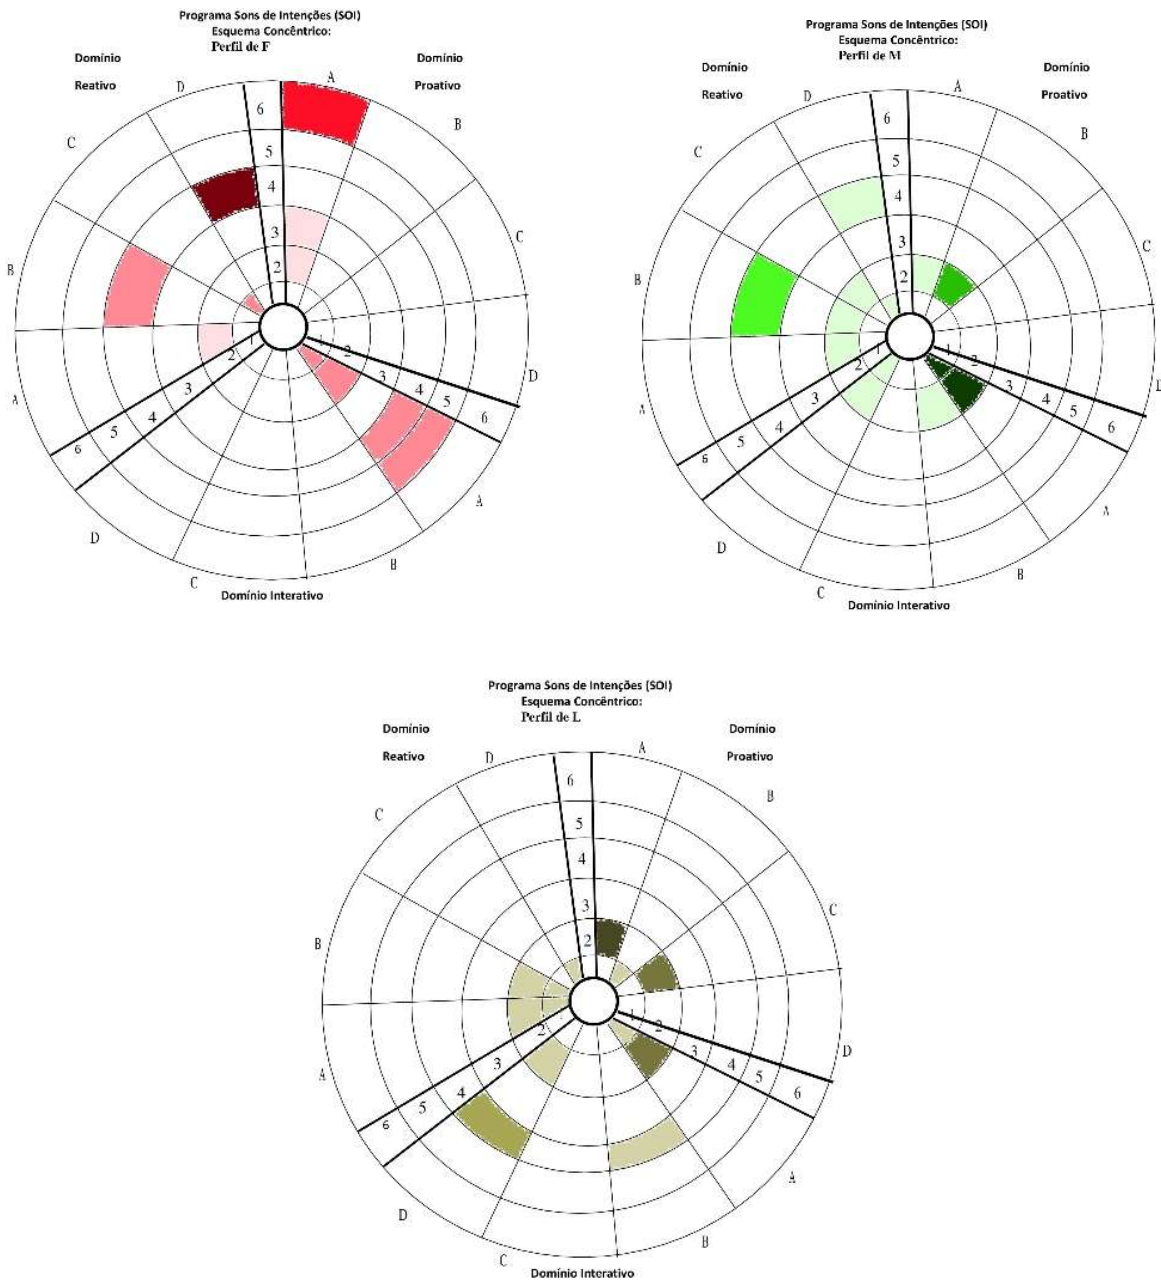 Programa Sons de Intenções (SOI)
Esquema Concêntrico:
Perfil de F
Domínio
Reativo
Domínio
Proativo
D
A
B
C
C
B
D
A
A
D
B
C
6
5
4
3
2
2
3
4
5
6
2
3
4
5
6
Domínio Interativo
Programa Sons de Intenções (SOI)
Esquema Concêntrico:
Perfil de M
Domínio
Reativo
Domínio
Proativo
D
A
B
C
C
B
D
A
A
D
B
C
6
5
4
3
2
1
2
3
4
5
6
1
2
3
4
5
6
Domínio Interativo
Programa Sons de Intenções (SOI)
Esquema Concêntrico:
Perfil de L
Domínio
Reativo
Domínio
Proativo
D
A
B
C
C
B
D
A
A
D
B
C
6
5
4
3
2
1
2
3
4
5
6
2
3
4
5
6
Domínio Interativo